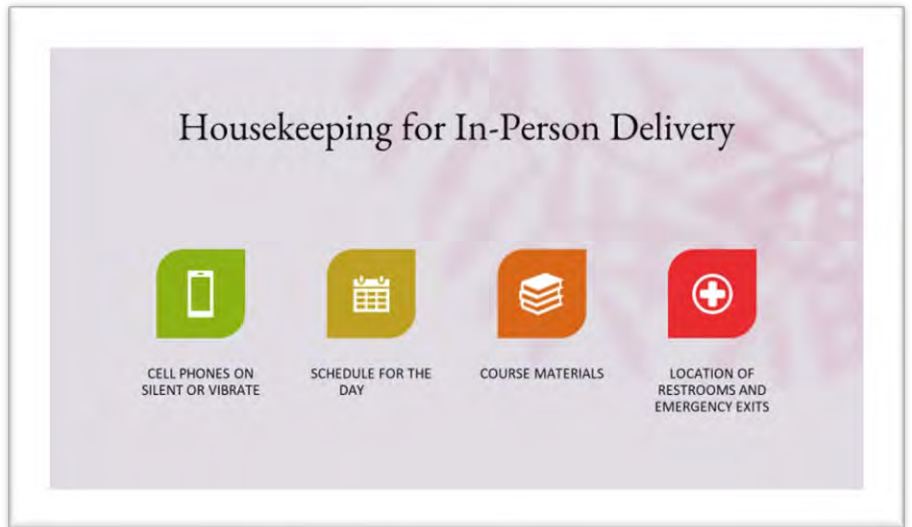 Housekeeping for In-Person Delivery
CELL PHONES ON
SILENT OR VIBRATE
SCHEDULE FOR THE
DAY
COURSE MATERIALS
LOCATION OF
RESTROOMS AND
EMERGENCY EXITS